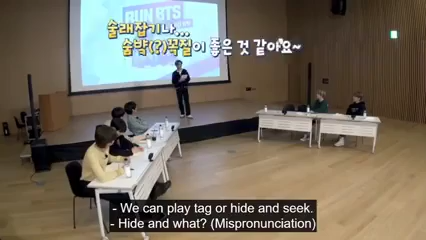 RUN BTS
술래잡기나...
숨박(?)꼭질이 좋은 것 같아요~
- We can play tag or hide and seek.
- Hide and what? (Mispronunciation)